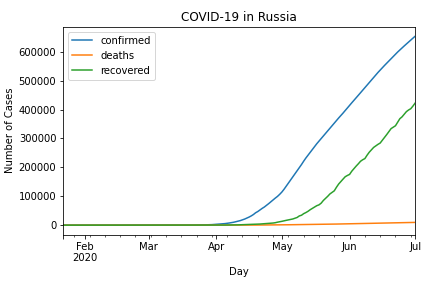 COVID-19 in Russia
confirmed
deaths
recovered
Number of Cases
600000
500000
400000
300000
200000
100000
0
Feb
2020
Mar
Apr
May
Jun
Jul
Day